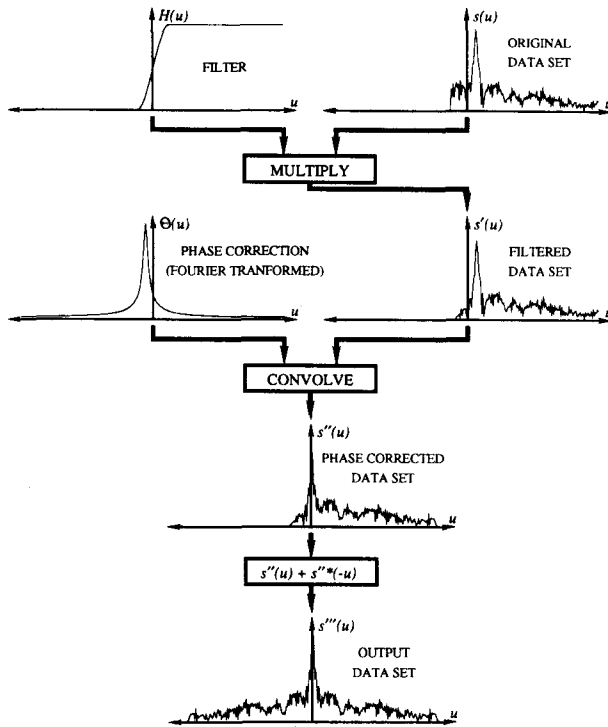 H(u)
s(u)
FILTER
ORIGINAL
DATA SET
u
u
MULTIPLY
Θ(u)
s'(u)
PHASE CORRECTION
(FOURIER TRANFORMED)
FILTERED
DATA SET
u
u
CONVOLVE
s''(u)
PHASE CORRECTED
DATA SET
u
s''(u) + s''*(-u)
s'''(u)
OUTPUT
DATA SET
u